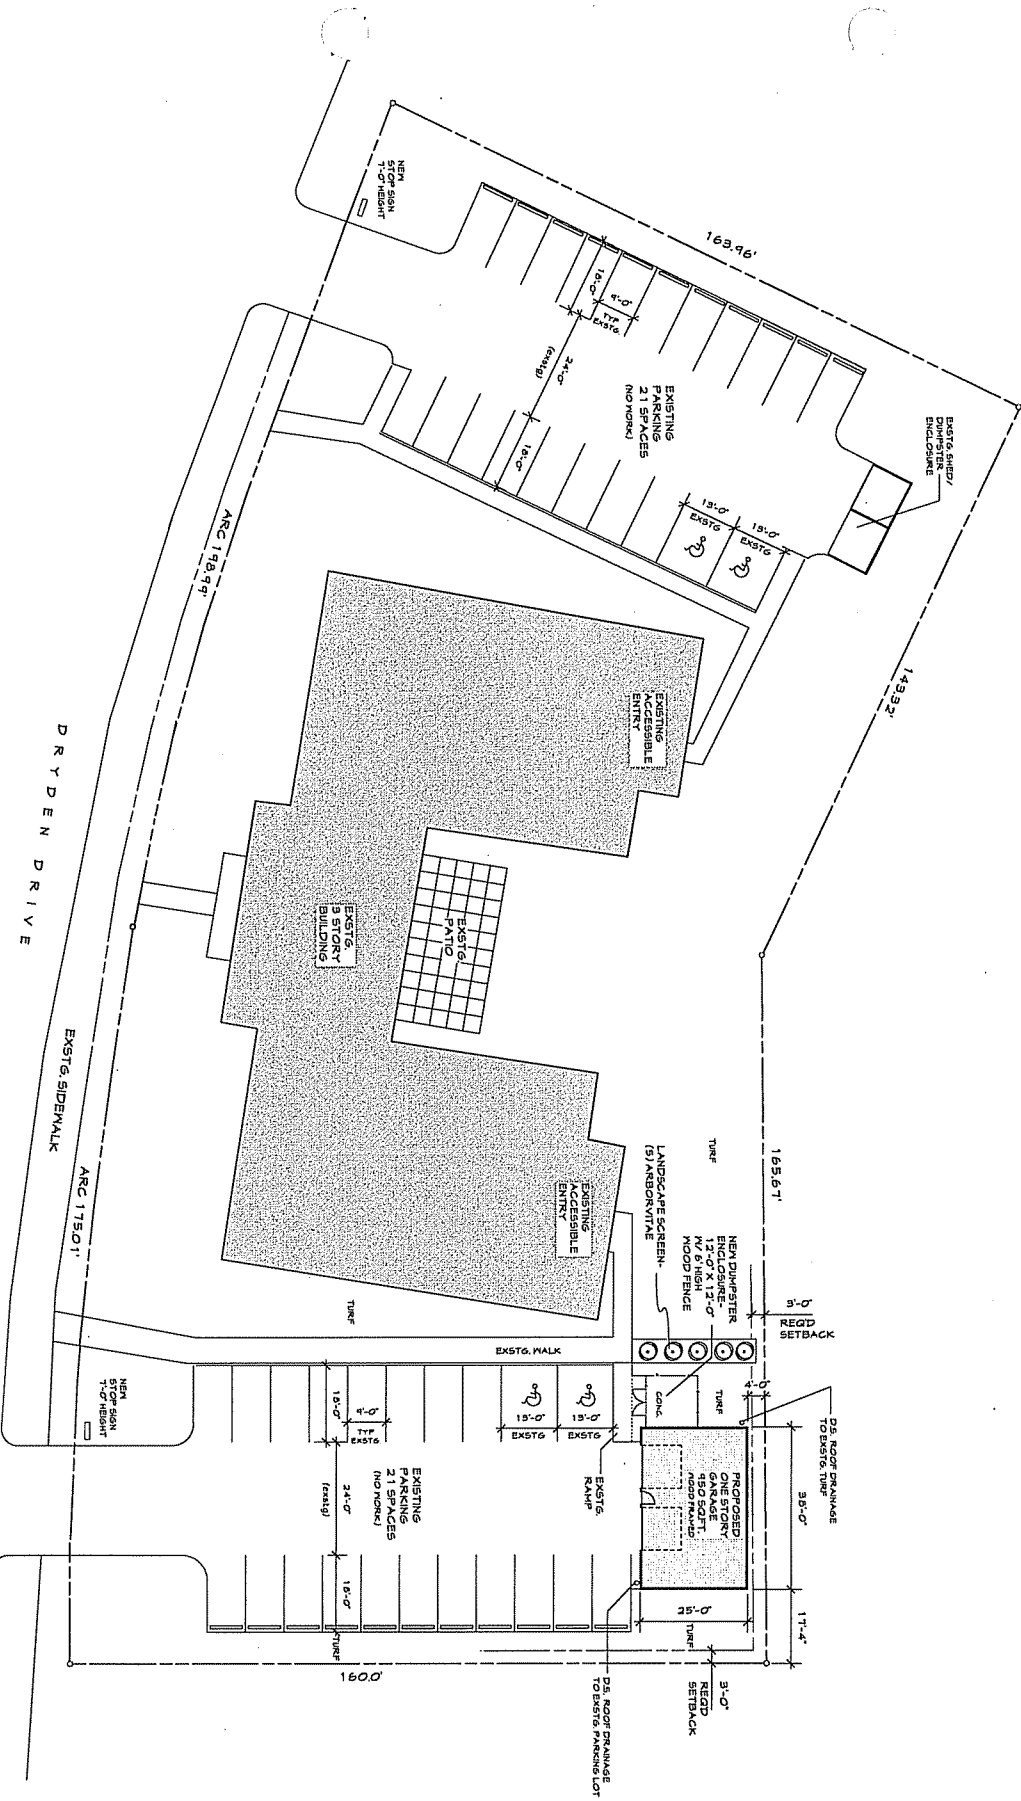 NEW
STOP SIGN
7'-0" HEIGHT
163.96'
18'-0"
9'-0"
TYP
EXSTG.
24'-0"
(exstg)
18'-0"
EXISTING
PARKING
21 SPACES
(NO WORK)
13'-0"
EXSTG
13'-0"
EXSTG
EXSTG. SHED/
DUMPSTER
ENCLOSURE
143.32'
ARC 198.99'
EXISTING
ACCESSIBLE
ENTRY
EXSTG.
3 STORY
BUILDING
EXSTG.
PATIO
DRYDEN DRIVE
EXSTG. SIDEWALK
ARC 175.01'
165.67'
TURF
LANDSCAPE SCREEN-
(5) ARBORVITAE
NEW DUMPSTER
ENCLOSURE-
12'-0" X 12'-0"
W/ 6' HIGH
WOOD FENCE
3'-0"
REQ'D
SETBACK
EXISTING
ACCESSIBLE
ENTRY
TURF
EXSTG. WALK
CONC.
TURF
4'-0"
D.S. ROOF DRAINAGE
TO EXSTG. TURF
NEW
STOP SIGN
7'-0" HEIGHT
18'-0"
9'-0"
TYP
EXSTG.
13'-0"
EXSTG
13'-0"
EXSTG
EXSTG.
RAMP
PROPOSED
ONE STORY
GARAGE
950 SQ.FT.
WOOD FRAMED
38'-0"
EXISTING
PARKING
21 SPACES
(NO WORK)
24'-0"
(exstg)
18'-0"
TURF
25'-0"
TURF
17'-4"
160.0'
3'-0"
REQ'D
SETBACK
D.S. ROOF DRAINAGE
TO EXSTG. PARKING LOT